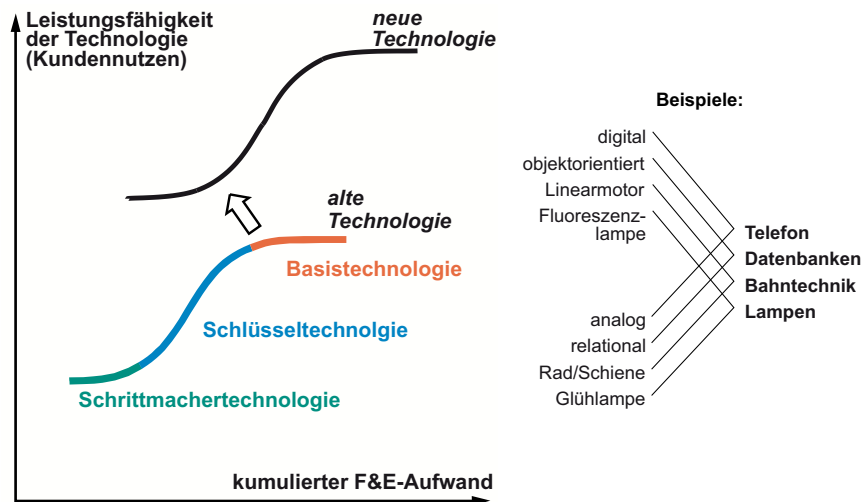 Leistungsfähigkeit
der Technologie
(Kundennutzen)
neue
Technologie
alte
Technologie
Basistechnologie
Schlüsseltechnolgie
Schrittmachertechnologie
kumulierter F&E-Aufwand
Beispiele:
digital
objektorientiert
Linearmotor
Fluoreszenz-
lampe
Telefon
Datenbanken
Bahntechnik
Lampen
analog
relational
Rad/Schiene
Glühlampe